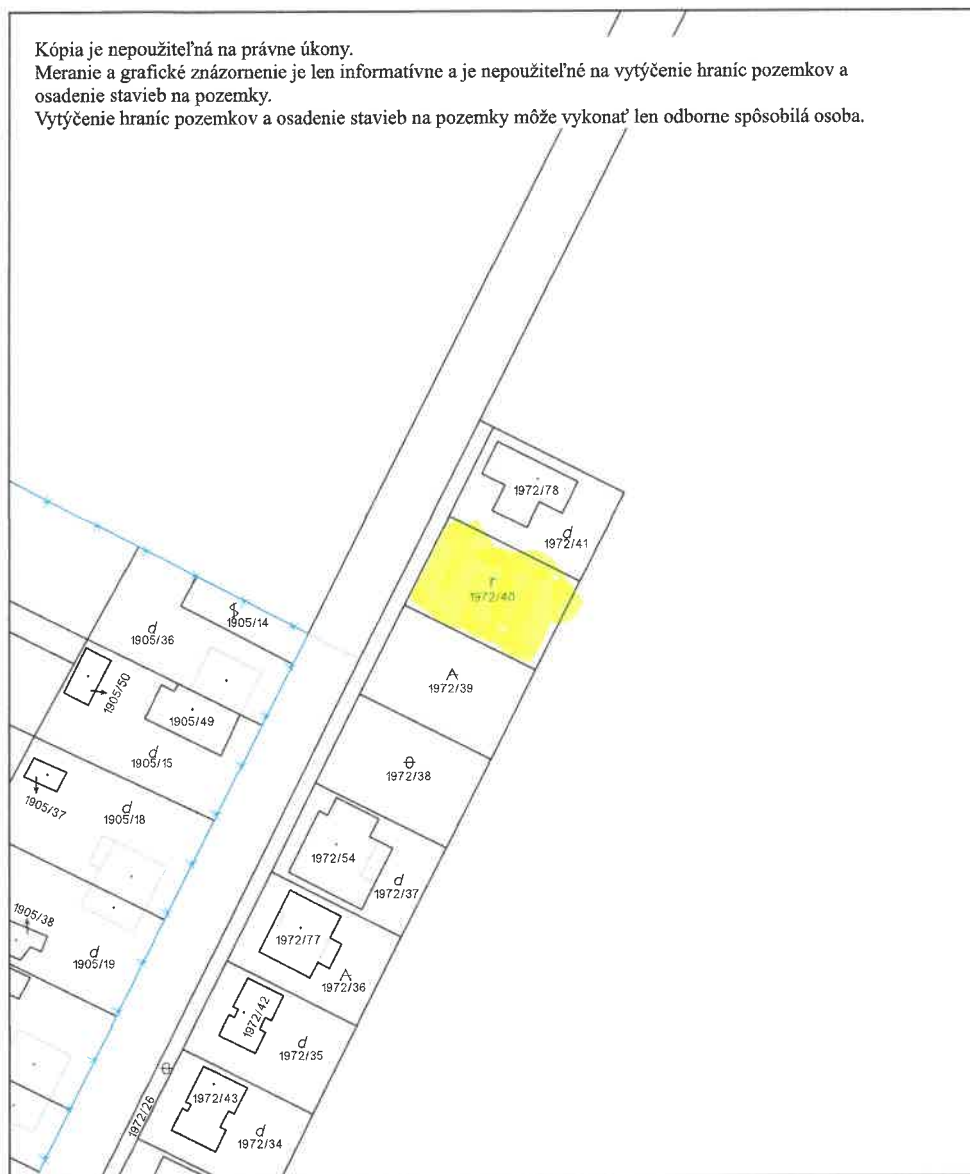 Kópia je nepoužiteľná na právne úkony.
Meranie a grafické znázornenie je len informatívne a je nepoužiteľné na vytýčenie hraníc pozemkov a
osadenie stavieb na pozemky.
Vytýčenie hraníc pozemkov a osadenie stavieb na pozemky môže vykonať len odborne spôsobilá osoba.
1972/78
d
1972/41
r
1972/40
1905/14
d
1905/36
1972/39
1905/50
1905/49
d
1905/15
1972/38
1905/37
d
1905/18
1972/54
d
1972/37
1905/38
d
1905/19
1972/77
1972/36
1972/42
d
1972/35
1972/26
1972/43
d
1972/34